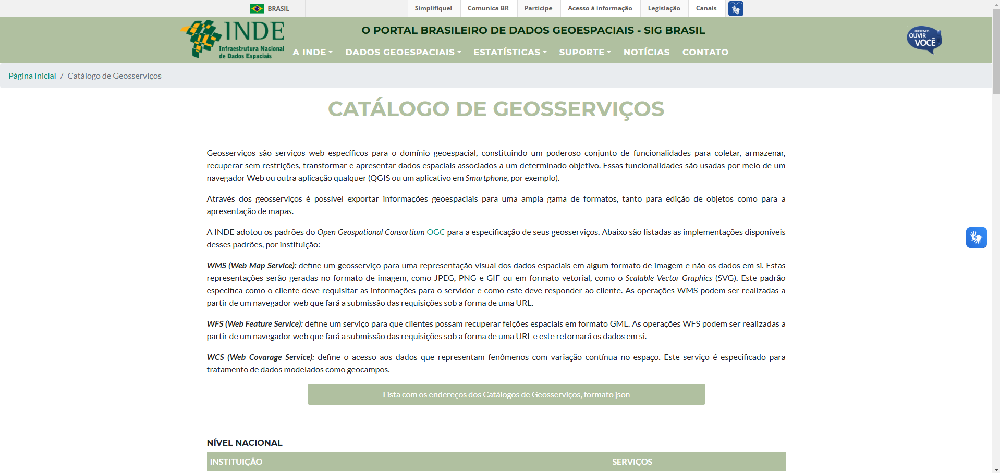 BRASIL
Simplifique!
Comunica BR
Participe
Acesso à informação
Legislação
Canais
INDE
Infraestrutura Nacional
de Dados Espaciais
O PORTAL BRASILEIRO DE DADOS GEOESPACIAIS - SIG BRASIL
A INDE
DADOS GEOESPACIAIS
ESTATÍSTICAS
SUPORTE
NOTÍCIAS
CONTATO
QUEREMOS
OUVIR
VOCÊ
Página Inicial / Catálogo de Geosserviços
CATÁLOGO DE GEOSSERVIÇOS
Geosserviços são serviços web específicos para o domínio geoespacial, constituindo um poderoso conjunto de funcionalidades para coletar, armazenar,
recuperar sem restrições, transformar e apresentar dados espaciais associados a um determinado objetivo. Essas funcionalidades são usadas por meio de um
navegador Web ou outra aplicação qualquer (QGIS ou um aplicativo em Smartphone, por exemplo).
Através dos geosserviços é possível exportar informações geoespaciais para uma ampla gama de formatos, tanto para edição de objetos como para a
apresentação de mapas.
A INDE adotou os padrões do Open Geospational Consortium OGC para a especificação de seus geosserviços. Abaixo são listadas as implementações disponíveis
desses padrões, por instituição:
WMS (Web Map Service): define um geosserviço para uma representação visual dos dados espaciais em algum formato de imagem e não os dados em si. Estas
representações serão geradas no formato de imagem, como JPEG, PNG e GIF ou em formato vetorial, como o Scalable Vector Graphics (SVG). Este padrão
especifica como o cliente deve requisitar as informações para o servidor e como este deve responder ao cliente. As operações WMS podem ser realizadas a
partir de um navegador web que fará a submissão das requisições sob a forma de uma URL.
WFS (Web Feature Service): define um serviço para que clientes possam recuperar feições espaciais em formato GML. As operações WFS podem ser realizadas a
partir de um navegador web que fará a submissão das requisições sob a forma de uma URL e este retornará os dados em si.
WCS (Web Covarage Service): define o acesso aos dados que representam fenômenos com variação contínua no espaço. Este serviço é especificado para
tratamento de dados modelados como geocampos.
Lista com os endereços dos Catálogos de Geosserviços, formato json
NÍVEL NACIONAL
INSTITUIÇÃO
SERVIÇOS